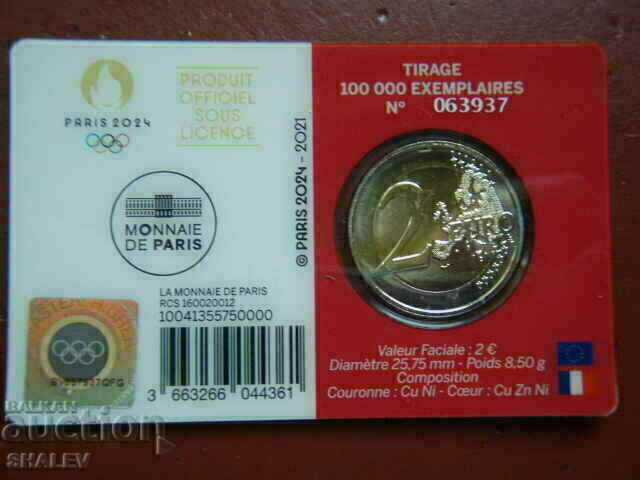 PARIS 2024
PRODUIT
OFFICIEL
SOUS
LICENCE
MONNAIE
DE PARIS
© PARIS 2024 - 2021
LA MONNAIE DE PARIS
RCS 160020012
10041355750000
3 663266 044361
TIRAGE
100 000 EXEMPLAIRES
N° 063937
2 EURO
Valeur Faciale : 2 €
Diamètre 25,75 mm - Poids 8,50 g
Composition
Couronne : Cu Ni - Cœur : Cu Zn Ni
BALKAN
auction
SHALEV